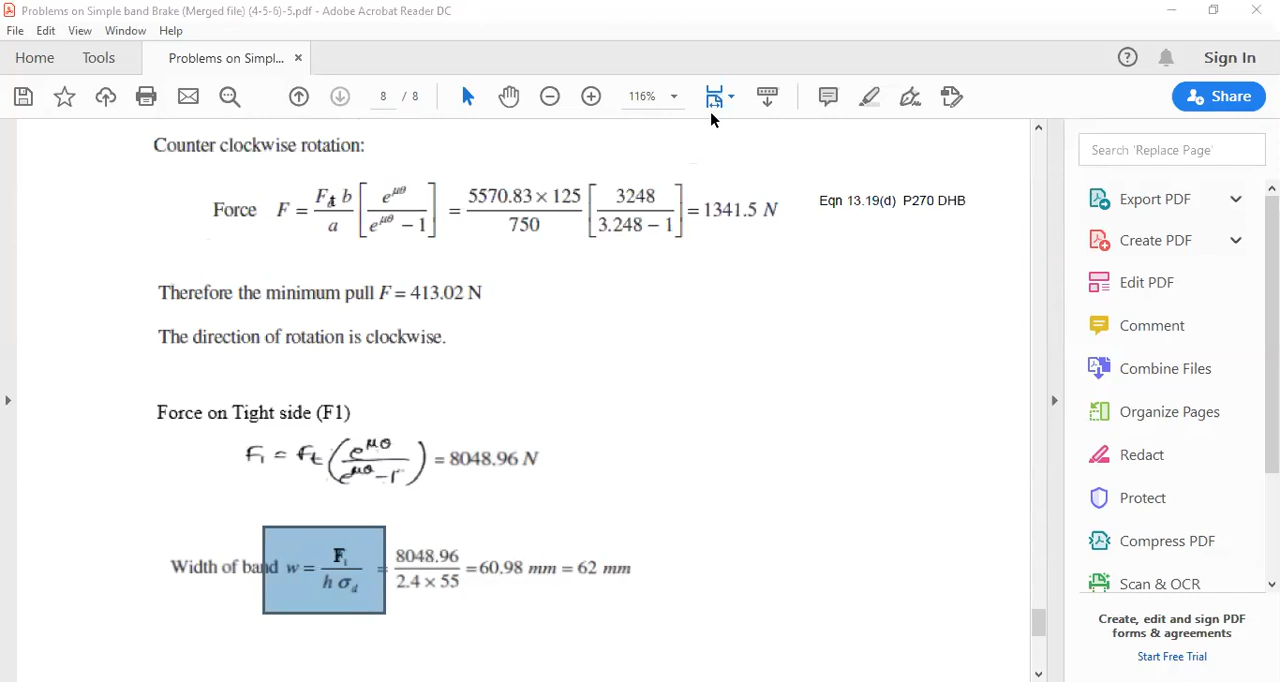 Problems on Simple band Brake (Merged file) (4-5-6)-5.pdf - Adobe Acrobat Reader DC
File Edit View Window Help
Home Tools Problems on Simpl... × Sign In
8 / 8 116% Share
Counter clockwise rotation:
Force F = Ft b / a [ e^μθ / e^μθ − 1 ] = 5570.83 × 125 / 750 [ 3248 / 3.248 − 1 ] = 1341.5 N
Eqn 13.19(d) P270 DHB
Therefore the minimum pull F = 413.02 N
The direction of rotation is clockwise.
Force on Tight side (F1)
F1 = Ft ( e^μθ / e^μθ − 1 ) = 8048.96 N
Width of band w = F1 / h σd = 8048.96 / 2.4 × 55 = 60.98 mm = 62 mm
Search 'Replace Page'
Export PDF
Create PDF
Edit PDF
Comment
Combine Files
Organize Pages
Redact
Protect
Compress PDF
Scan & OCR
Create, edit and sign PDF
forms & agreements
Start Free Trial